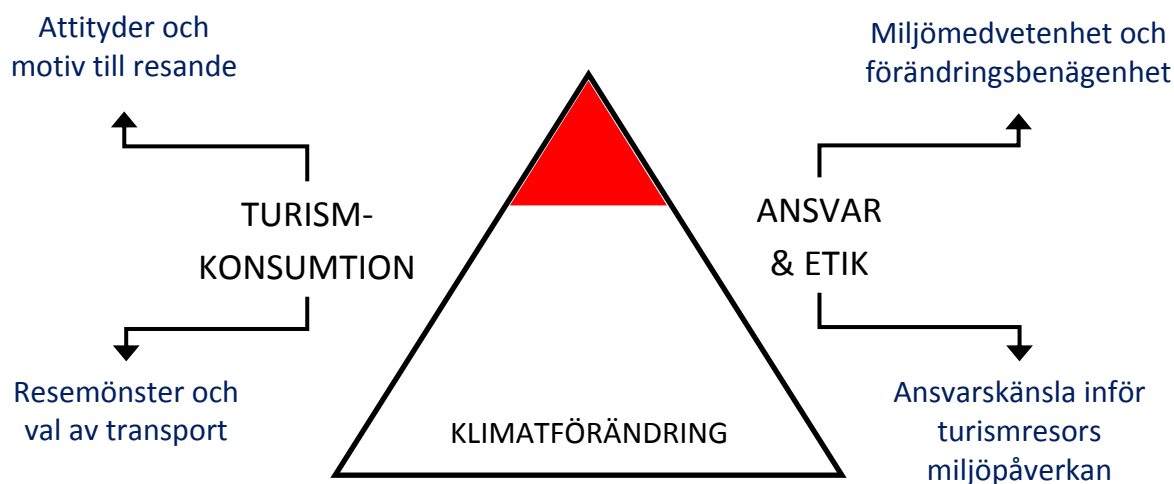 Attityder och
motiv till resande
Miljömedvetenhet och
förändringsbenägenhet
TURISM-
KONSUMTION
ANSVAR
& ETIK
Resemönster och
val av transport
KLIMATFÖRÄNDRING
Ansvarskänsla inför
turismresors
miljöpåverkan